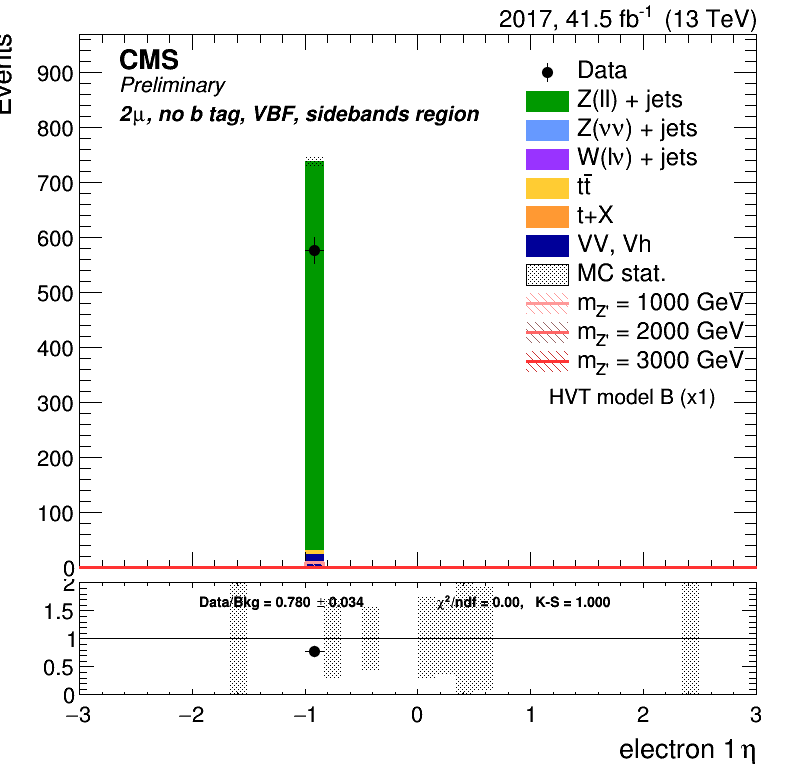 2017, 41.5 fb⁻¹ (13 TeV)
Events
CMS
Preliminary
2μ, no b tag, VBF, sidebands region
Data
Z(ll) + jets
Z(νν) + jets
W(lν) + jets
tt̄
t+X
VV, Vh
MC stat.
m_Z' = 1000 GeV
m_Z' = 2000 GeV
m_Z' = 3000 GeV
HVT model B (x1)
900
800
700
600
500
400
300
200
100
0
2
1.5
1
0.5
0
Data/Bkg = 0.780 ± 0.034
χ²/ndf = 0.00, K-S = 1.000
−3 −2 −1 0 1 2 3
electron 1 η